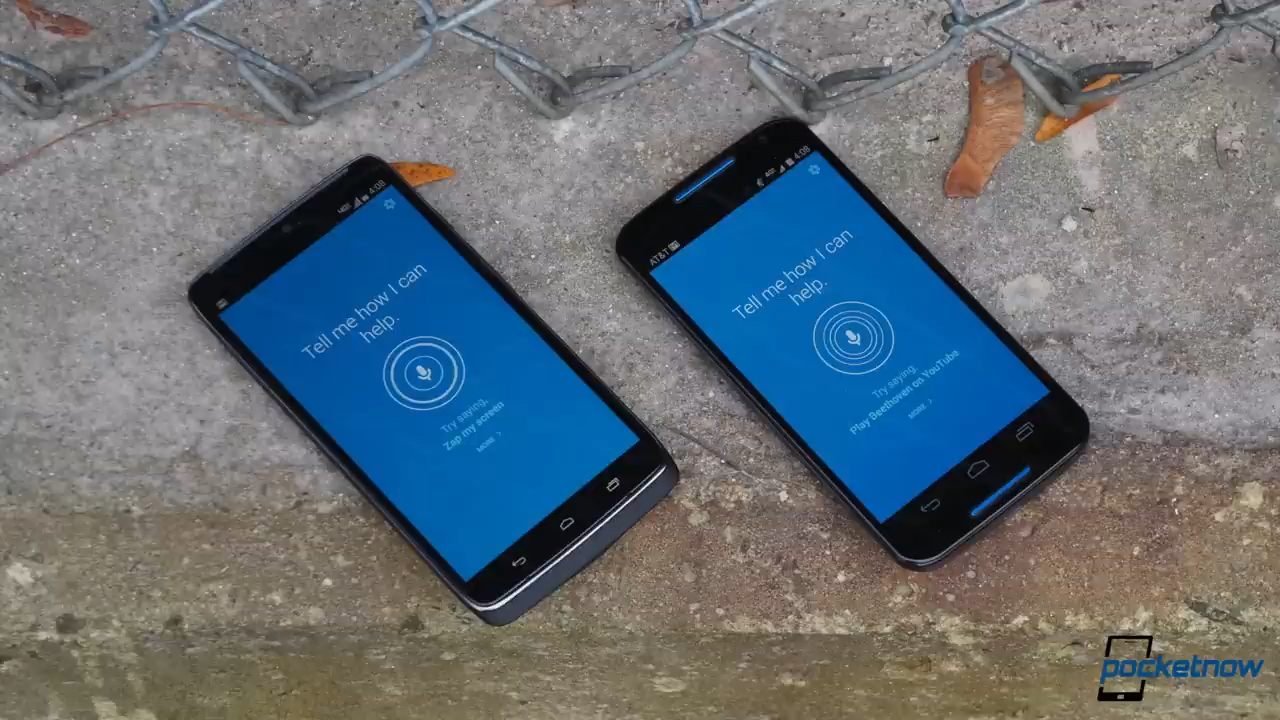 4:08
Tell me how I can
help.
Try saying,
Zap my screen
MORE
AT&T 4G 4:08
Tell me how I can
help.
Try saying,
Play Beethoven on YouTube
MORE
pocketnow